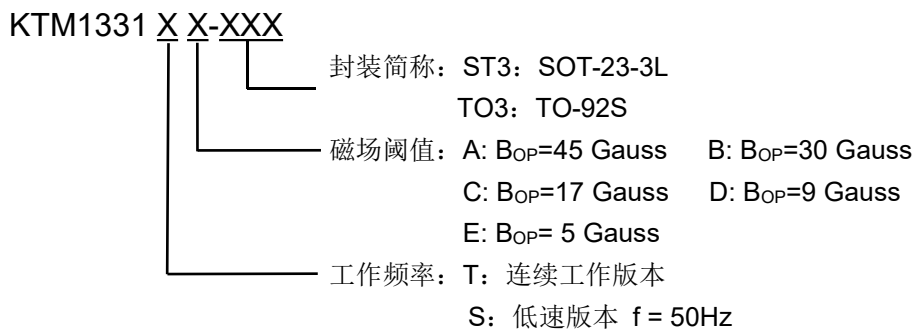 KTM1331 X X-XXX
封装简称：ST3：SOT-23-3L
TO3：TO-92S
磁场阈值：A: BOP=45 Gauss B: BOP=30 Gauss
C: BOP=17 Gauss D: BOP=9 Gauss
E: BOP= 5 Gauss
工作频率：T：连续工作版本
S：低速版本 f = 50Hz